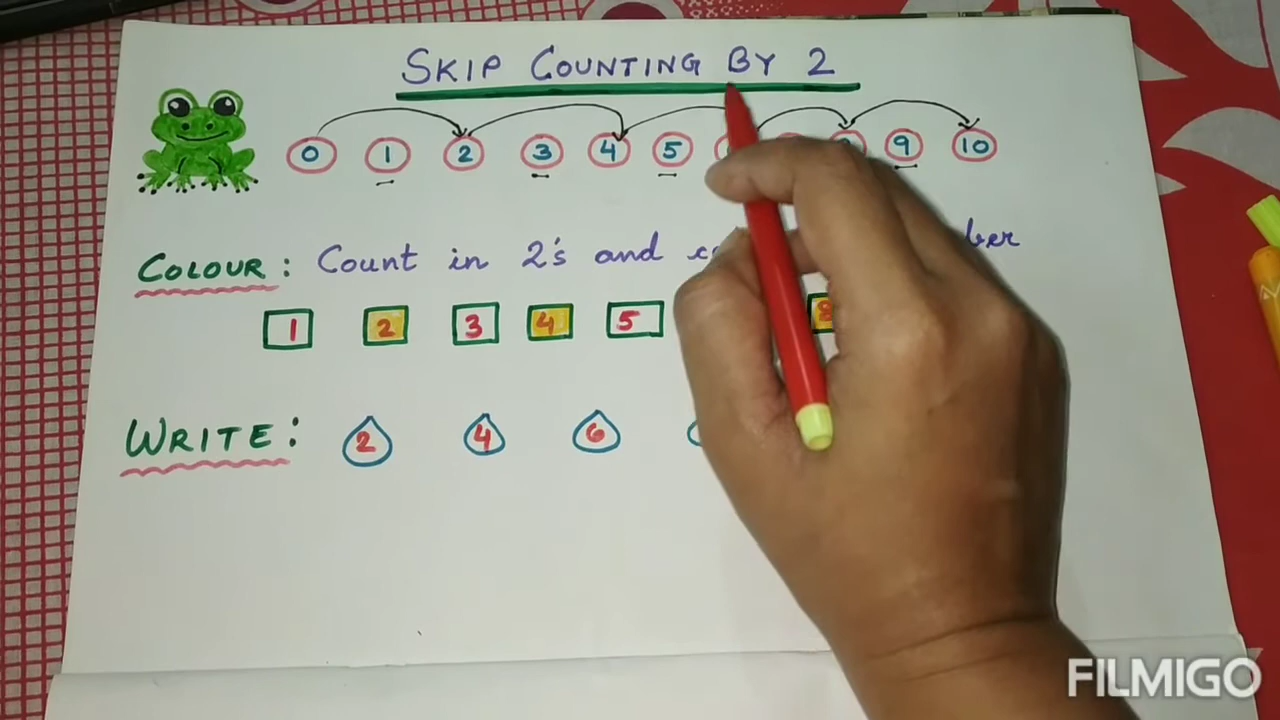 SKIP COUNTING BY 2
0 1 2 3 4 5 9 10
COLOUR: Count in 2's and
1 2 3 4 5 8
WRITE: 2 4 6
FILMIGO